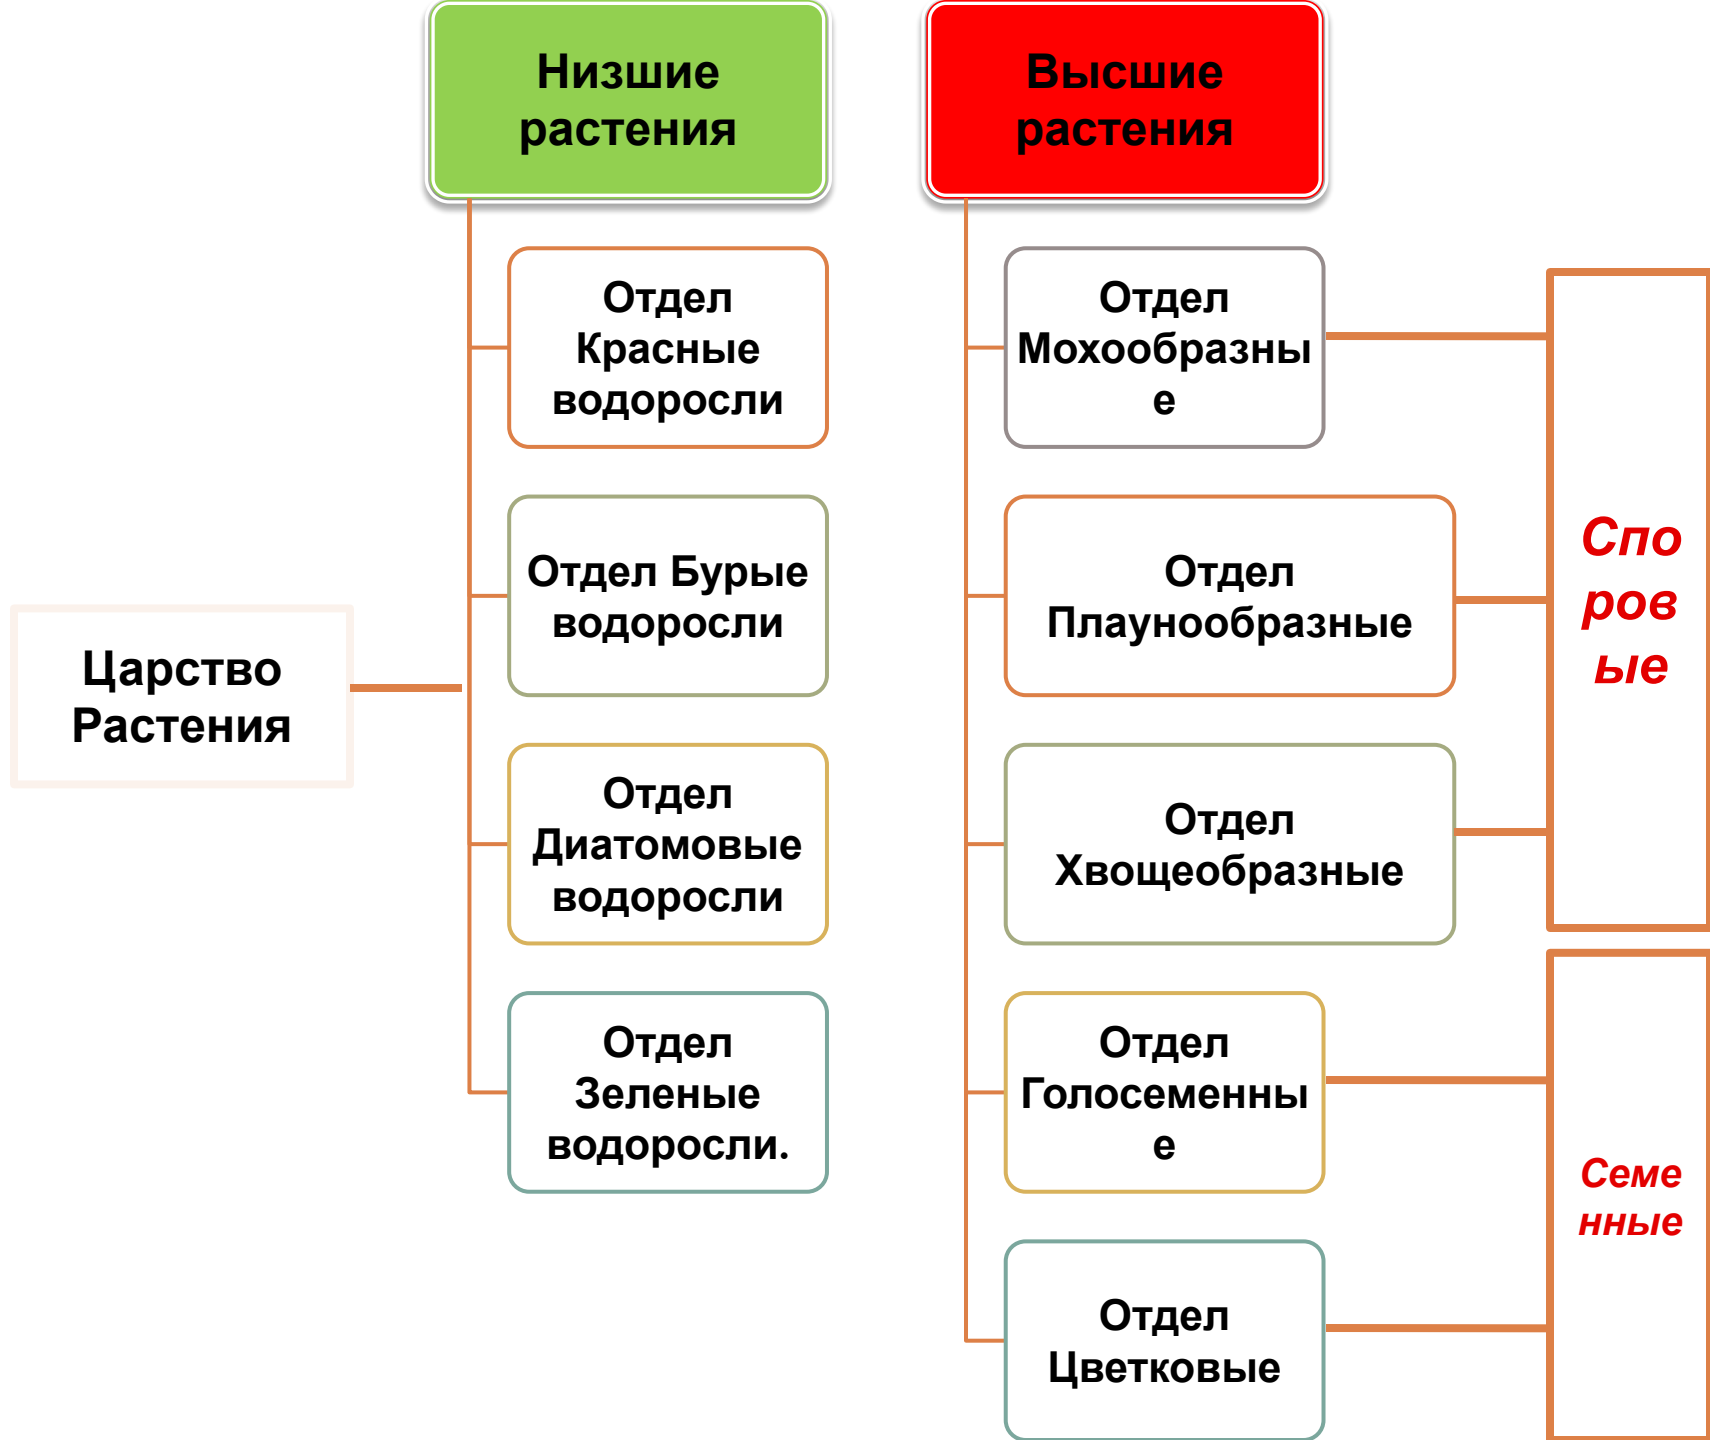 Низшие
растения
Высшие
растения
Царство
Растения
Отдел
Красные
водоросли
Отдел Бурые
водоросли
Отдел
Диатомовые
водоросли
Отдел
Зеленые
водоросли.
Отдел
Мохообразны
е
Отдел
Плаунообразные
Отдел
Хвощеобразные
Отдел
Голосеменны
е
Отдел
Цветковые
Спо
ров
ые
Семе
нные